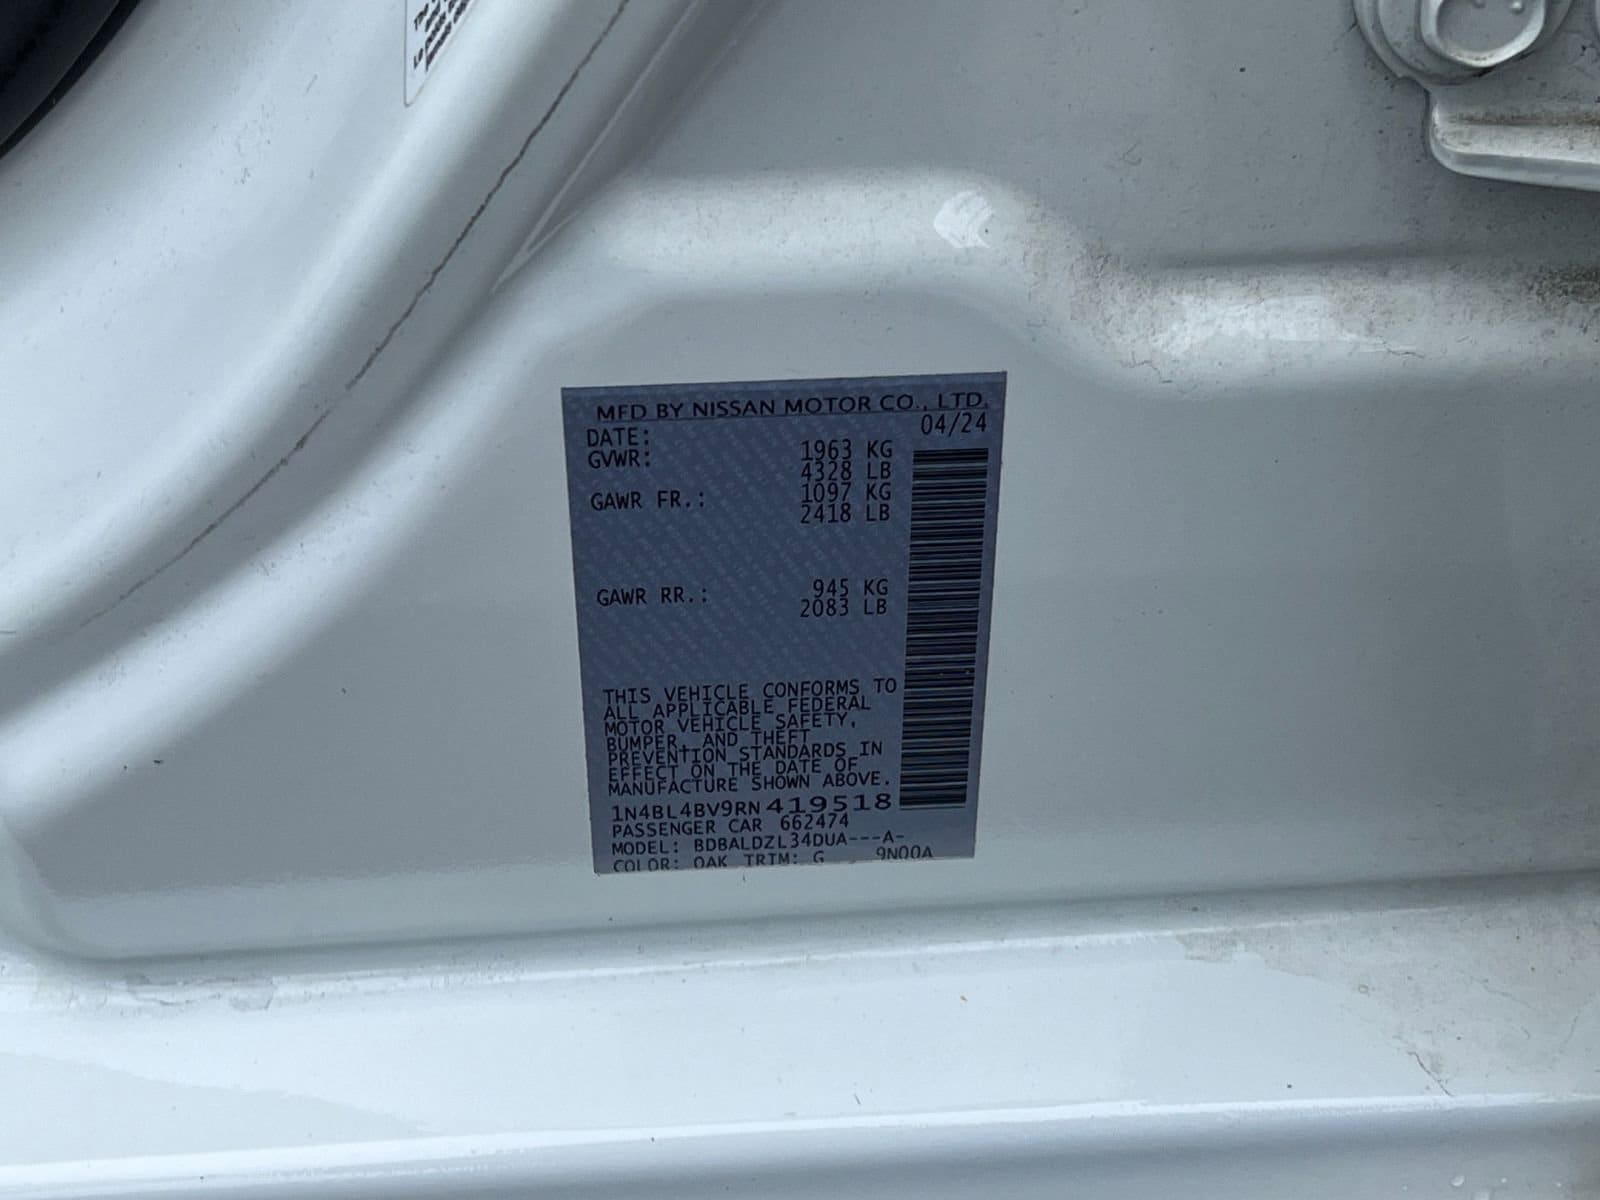 MFD BY NISSAN MOTOR CO., LTD.
DATE: 04/24
GVWR: 1963 KG
4328 LB
GAWR FR.: 1097 KG
2418 LB
GAWR RR.: 945 KG
2083 LB
THIS VEHICLE CONFORMS TO
ALL APPLICABLE FEDERAL
MOTOR VEHICLE SAFETY,
BUMPER, AND THEFT
PREVENTION STANDARDS IN
EFFECT ON THE DATE OF
MANUFACTURE SHOWN ABOVE.
1N4BL4BV9RN419518
PASSENGER CAR 662474
MODEL: BDBALDZL34DUA---A-
COLOR: QAK TRIM: G 9N00A